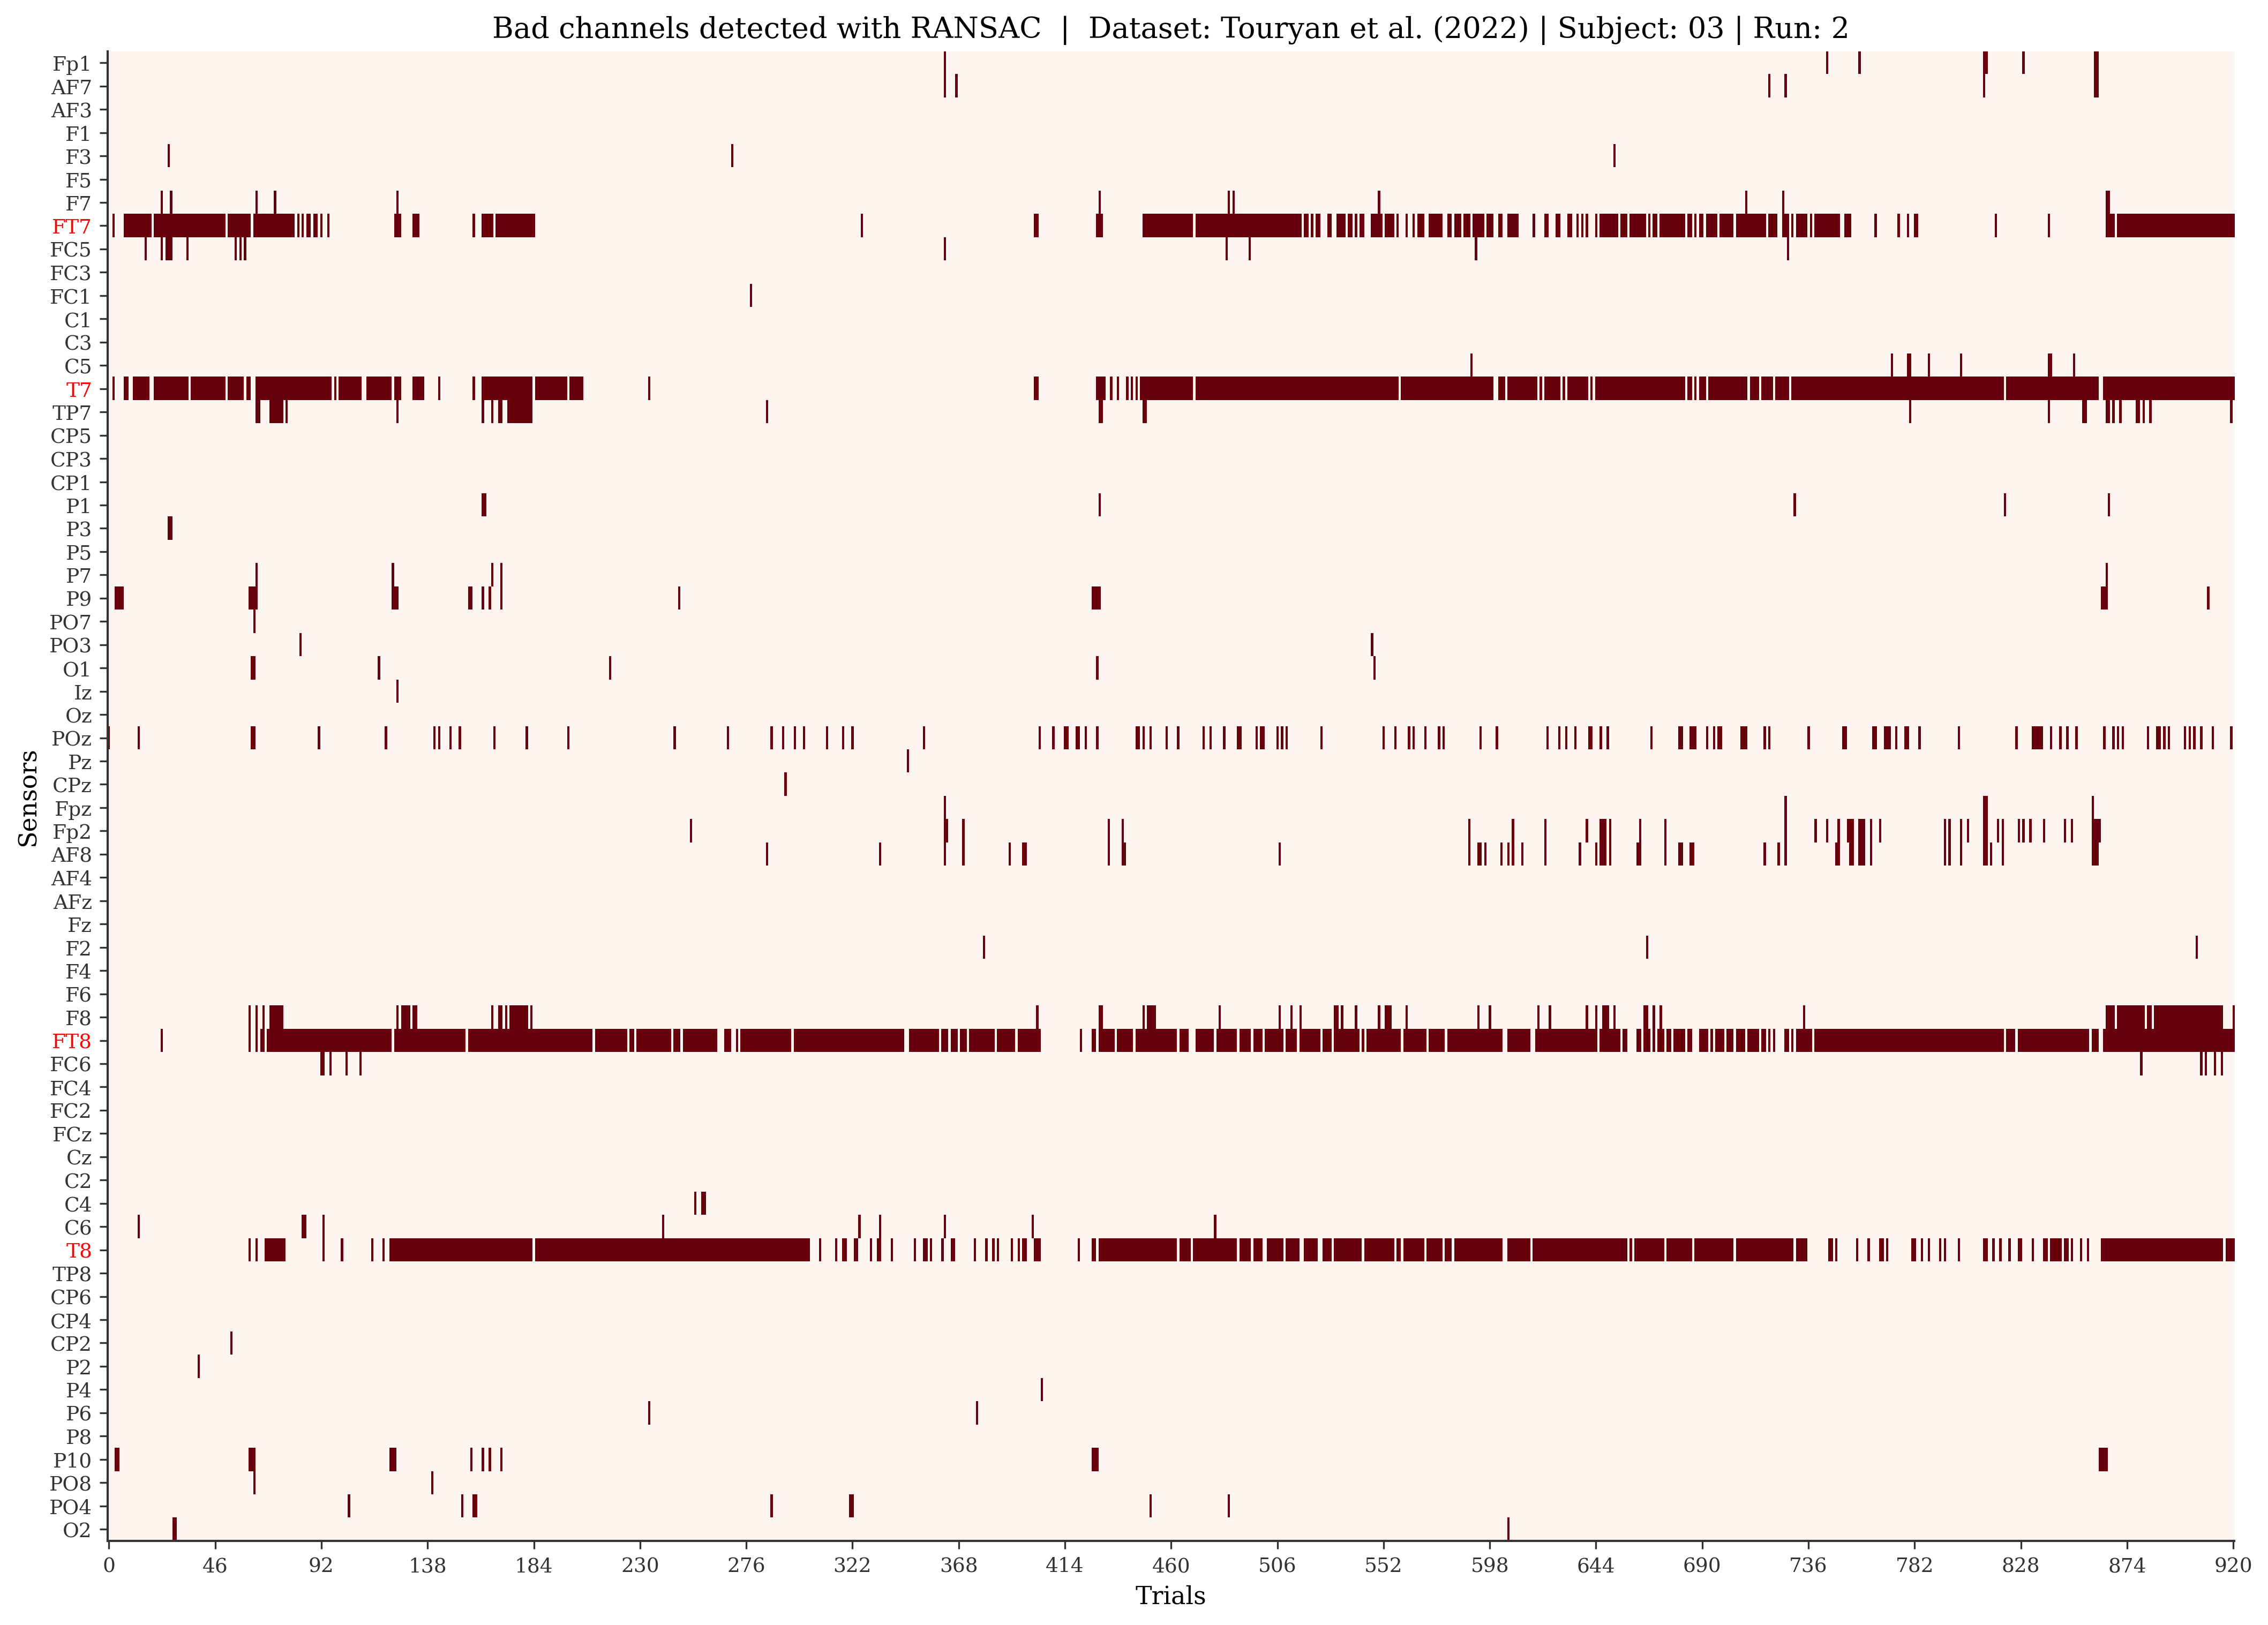 Bad channels detected with RANSAC | Dataset: Touryan et al. (2022) | Subject: 03 | Run: 2
Sensors
Fp1
AF7
AF3
F1
F3
F5
F7
FT7
FC5
FC3
FC1
C1
C3
C5
T7
TP7
CP5
CP3
CP1
P1
P3
P5
P7
P9
PO7
PO3
O1
Iz
Oz
POz
Pz
CPz
Fpz
Fp2
AF8
AF4
AFz
Fz
F2
F4
F6
F8
FT8
FC6
FC4
FC2
FCz
Cz
C2
C4
C6
T8
TP8
CP6
CP4
CP2
P2
P4
P6
P8
P10
PO8
PO4
O2
0 46 92 138 184 230 276 322 368 414 460 506 552 598 644 690 736 782 828 874 920
Trials